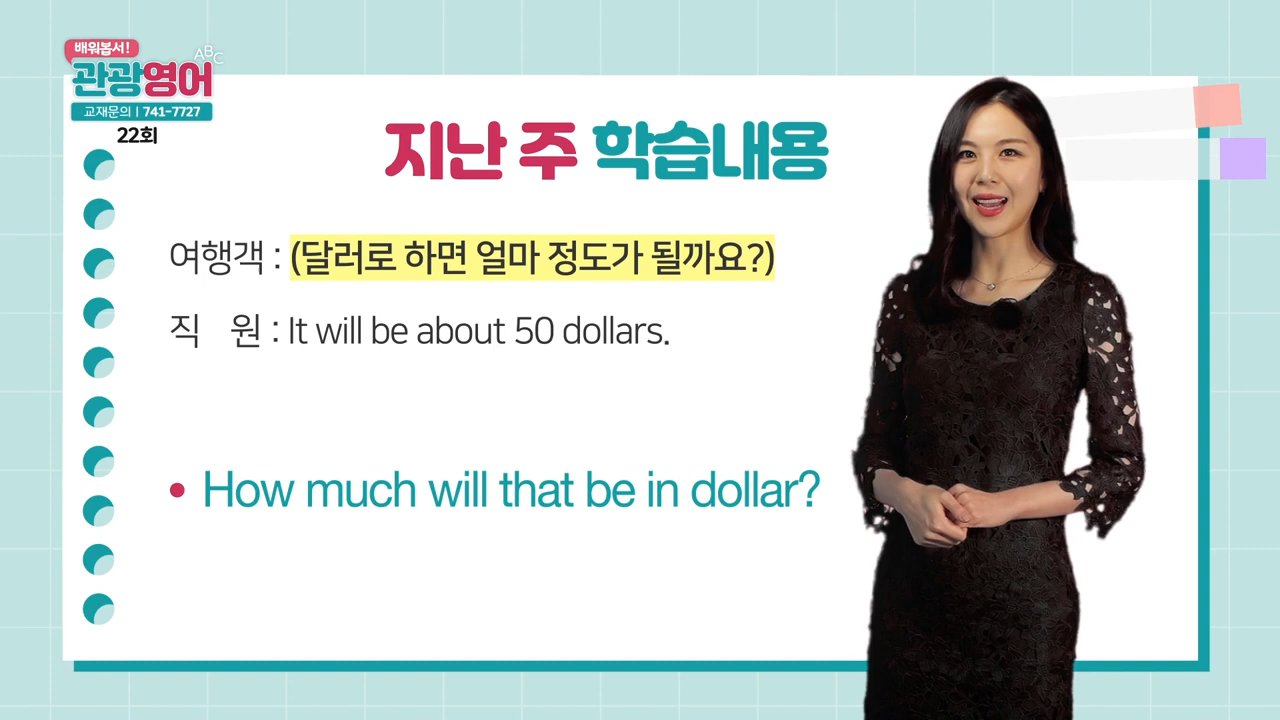 배워봅서!
ABC
관광영어
교재문의 | 741-7727
22회
지난 주 학습내용
여행객 : (달러로 하면 얼마 정도가 될까요?)
직 원 : It will be about 50 dollars.
• How much will that be in dollar?